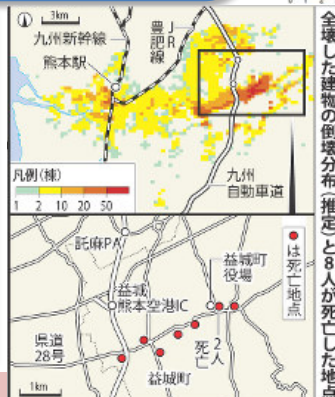 全壊した建物の倒壊分布(推定)と8人が死亡した地点
3km
九州新幹線
熊本駅
JR
豊肥線
凡例(棟)
1 2 10 20 50
九州
自動車道
託麻PA
益城町
役場
●は死亡地点
益城
熊本空港IC
県道
28号
2人
死亡
益城町
1km